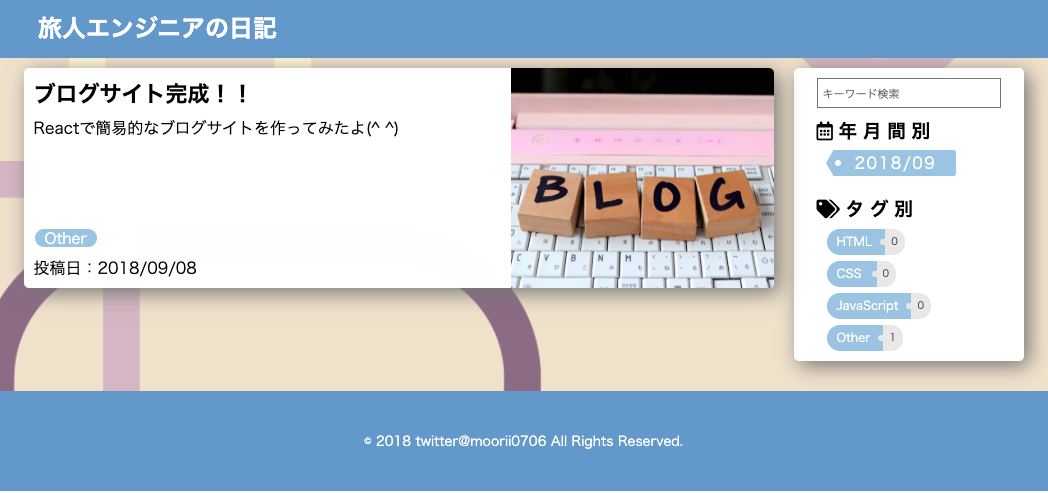 旅人エンジニアの日記
ブログサイト完成！！
Reactで簡易的なブログサイトを作ってみたよ(^ ^)
Other
投稿日：2018/09/08
BLOG
キーワード検索
年月間別
2018/09
タグ別
HTML 0
CSS 0
JavaScript 0
Other 1
© 2018 twitter@moorii0706 All Rights Reserved.